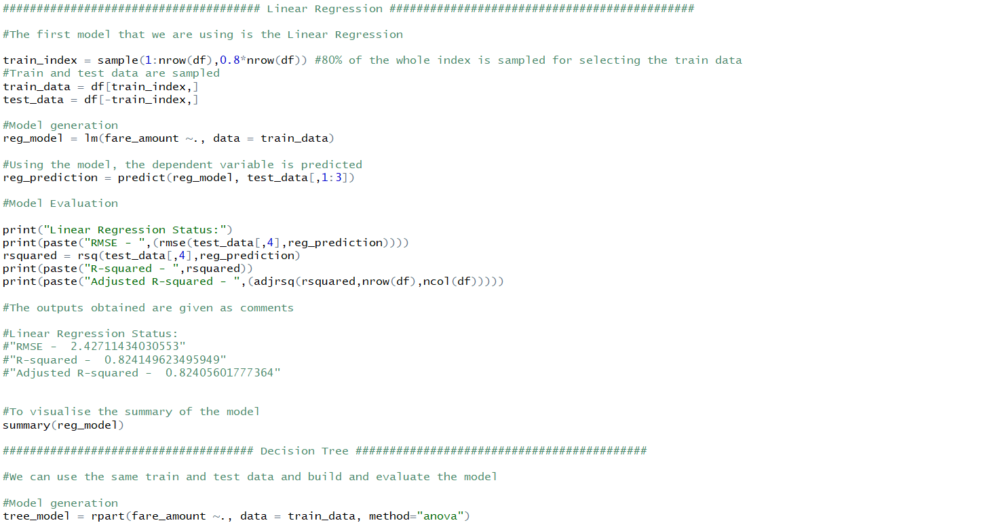 ###################################### Linear Regression #############################################
#The first model that we are using is the Linear Regression
train_index = sample(1:nrow(df),0.8*nrow(df)) #80% of the whole index is sampled for selecting the train data
#Train and test data are sampled
train_data = df[train_index,]
test_data = df[-train_index,]
#Model generation
reg_model = lm(fare_amount ~., data = train_data)
#Using the model, the dependent variable is predicted
reg_prediction = predict(reg_model, test_data[,1:3])
#Model Evaluation
print("Linear Regression Status:")
print(paste("RMSE - ",(rmse(test_data[,4],reg_prediction))))
rsquared = rsq(test_data[,4],reg_prediction)
print(paste("R-squared - ",rsquared))
print(paste("Adjusted R-squared - ",(adjrsq(rsquared,nrow(df),ncol(df)))))
#The outputs obtained are given as comments
#Linear Regression Status:
#"RMSE -  2.42711434030553"
#"R-squared -  0.824149623495949"
#"Adjusted R-squared -  0.82405601777364"
#To visualise the summary of the model
summary(reg_model)
##################################### Decision Tree ###########################################
#We can use the same train and test data and build and evaluate the model
#Model generation
tree_model = rpart(fare_amount ~., data = train_data, method="anova")